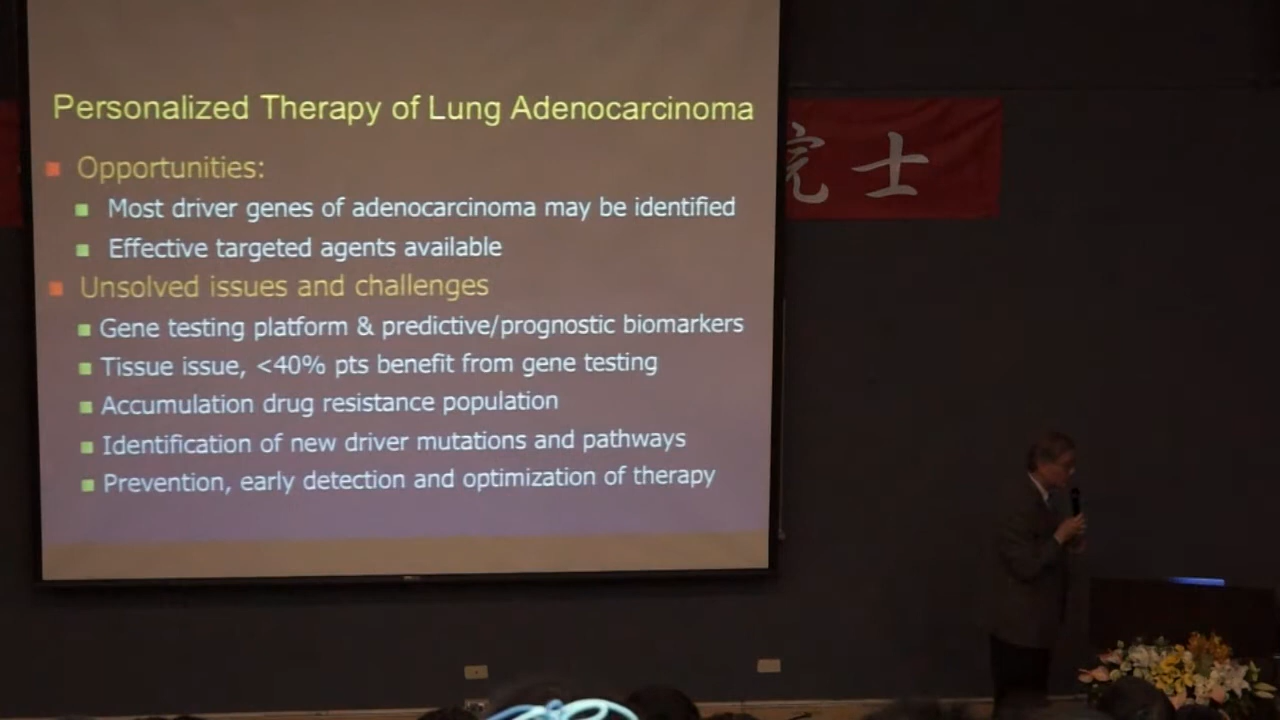 Personalized Therapy of Lung Adenocarcinoma
Opportunities:
Most driver genes of adenocarcinoma may be identified
Effective targeted agents available
Unsolved issues and challenges
Gene testing platform & predictive/prognostic biomarkers
Tissue issue, <40% pts benefit from gene testing
Accumulation drug resistance population
Identification of new driver mutations and pathways
Prevention, early detection and optimization of therapy
院士